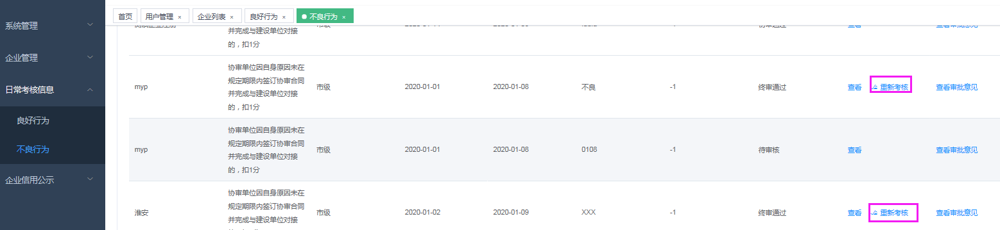 首页
用户管理 ×
企业列表 ×
良好行为 ×
不良行为 ×
系统管理
企业管理
日常考核信息
良好行为
不良行为
企业信用公示
并完成与建设单位对接
的，扣1分
市级
协审通过
查看
查看审批意见
myp
协审单位因自身原因未在
规定期限内签订协审合同
并完成与建设单位对接
的，扣1分
市级
2020-01-01
2020-01-08
不良
-1
终审通过
查看
重新考核
查看审批意见
myp
协审单位因自身原因未在
规定期限内签订协审合同
并完成与建设单位对接
的，扣1分
市级
2020-01-01
2020-01-08
0108
-1
待审核
查看
查看审批意见
淮安
协审单位因自身原因未在
规定期限内签订协审合同
并完成与建设单位对接
市级
2020-01-02
2020-01-09
XXX
-1
终审通过
查看
重新考核
查看审批意见